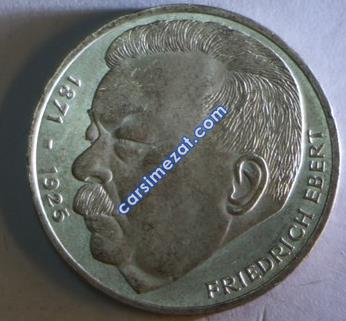 1871 - 1925
carsimezat.com
FRIEDRICH EBERT